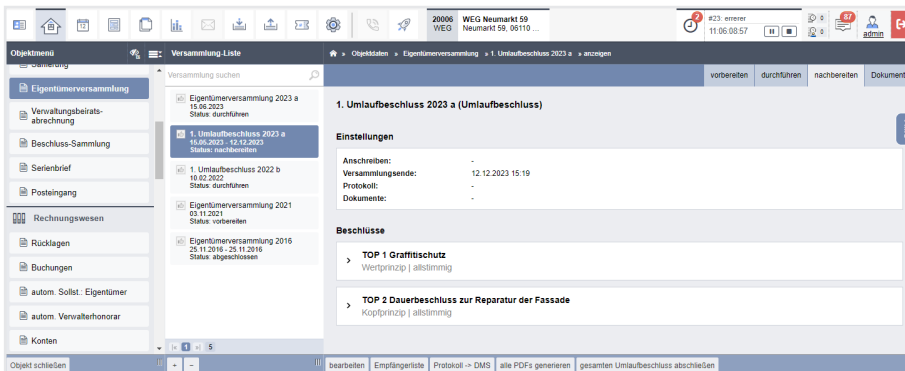 20006
WEG
WEG Neumarkt 59
Neumarkt 59, 06110 ...
2
#23: errerer
11:06:08:57
87
admin
Objektmenü
Versammlung-Liste
» Objektdaten » Eigentümerversammlung » 1. Umlaufbeschluss 2023 a » anzeigen
Sanierung
Eigentümerversammlung
Verwaltungsbeirats-
abrechnung
Beschluss-Sammlung
Serienbrief
Posteingang
Rechnungswesen
Rücklagen
Buchungen
autom. Sollst.: Eigentümer
autom. Verwalterhonorar
Konten
Objekt schließen
Versammlung suchen
Eigentümerversammlung 2023 a
15.06.2023
Status: durchführen
1. Umlaufbeschluss 2023 a
15.05.2023 - 12.12.2023
Status: nachbereiten
1. Umlaufbeschluss 2022 b
10.02.2022
Status: durchführen
Eigentümerversammlung 2021
03.11.2021
Status: vorbereiten
Eigentümerversammlung 2016
25.11.2016 - 25.11.2016
Status: abgeschlossen
1 5
+ -
vorbereiten durchführen nachbereiten Dokument
1. Umlaufbeschluss 2023 a (Umlaufbeschluss)
Einstellungen
Anschreiben: -
Versammlungsende: 12.12.2023 15:19
Protokoll: -
Dokumente: -
Beschlüsse
TOP 1 Graffitischutz
Wertprinzip | allstimmig
TOP 2 Dauerbeschluss zur Reparatur der Fassade
Kopfprinzip | allstimmig
bearbeiten Empfängerliste Protokoll -> DMS alle PDFs generieren gesamten Umlaufbeschluss abschließen